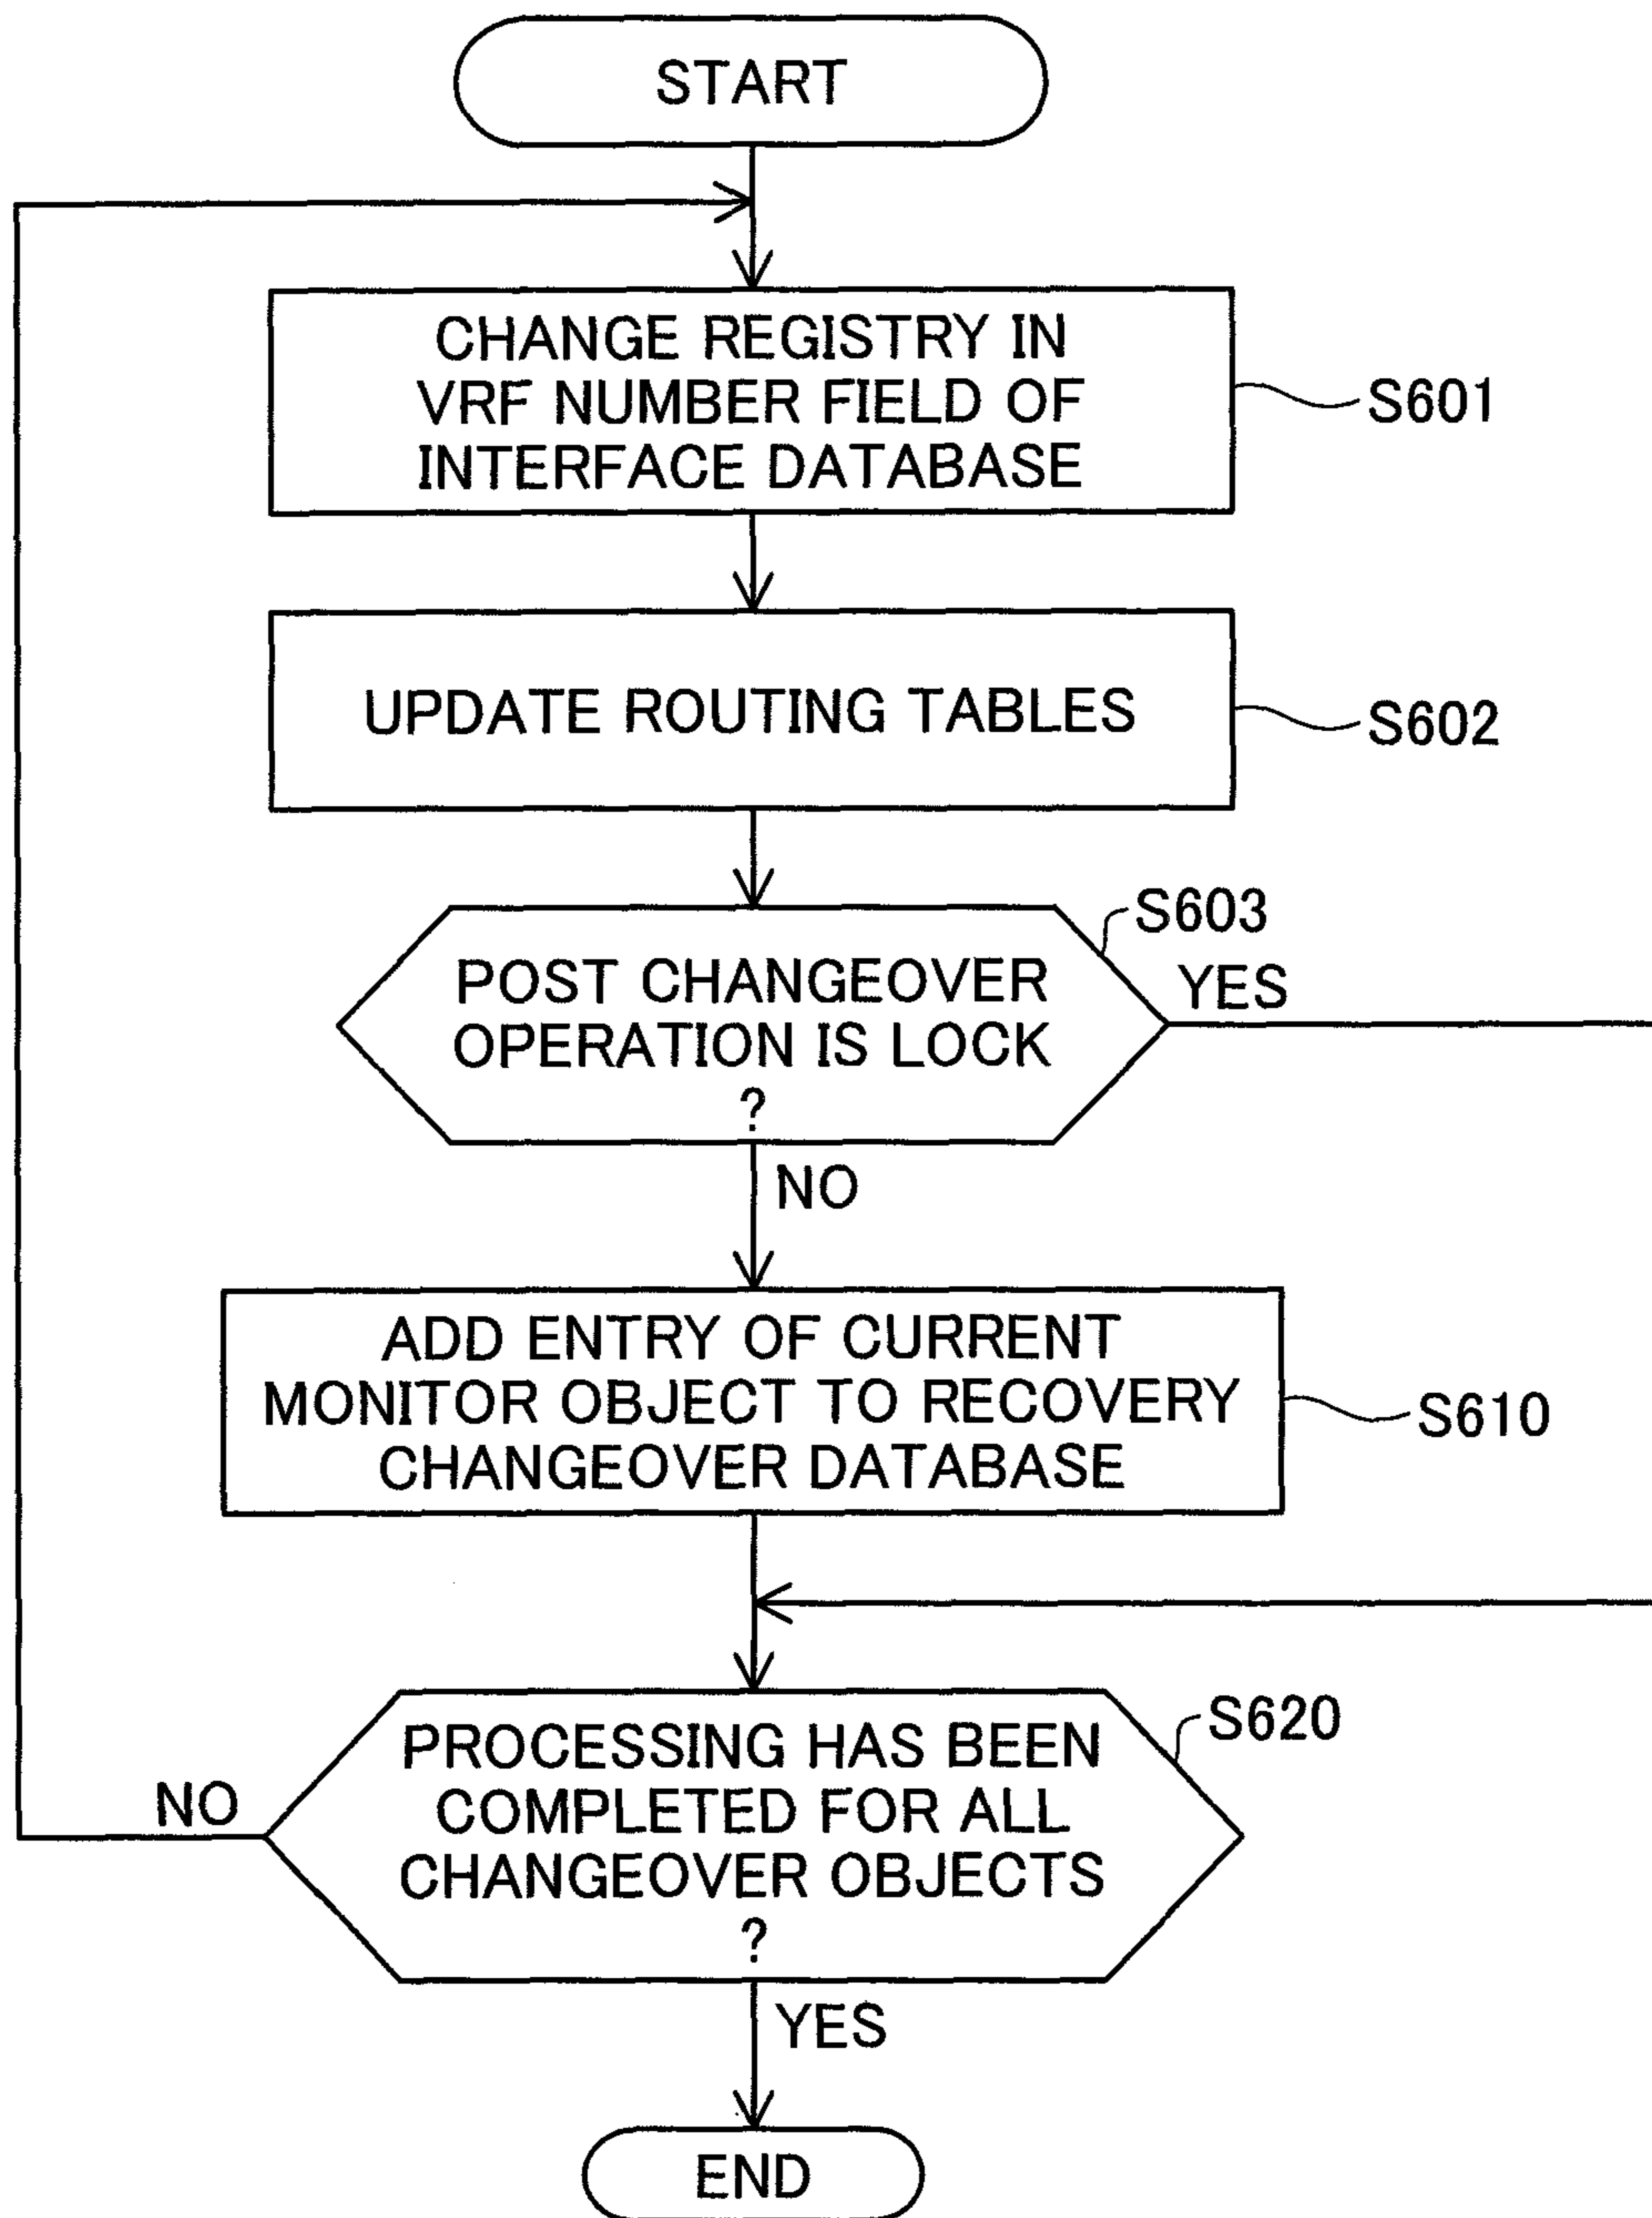 START
CHANGE REGISTRY IN
VRF NUMBER FIELD OF
INTERFACE DATABASE
S601
UPDATE ROUTING TABLES
S602
S603
POST CHANGEOVER
OPERATION IS LOCK
?
YES
NO
ADD ENTRY OF CURRENT
MONITOR OBJECT TO RECOVERY
CHANGEOVER DATABASE
S610
S620
PROCESSING HAS BEEN
COMPLETED FOR ALL
CHANGEOVER OBJECTS
?
NO
YES
END